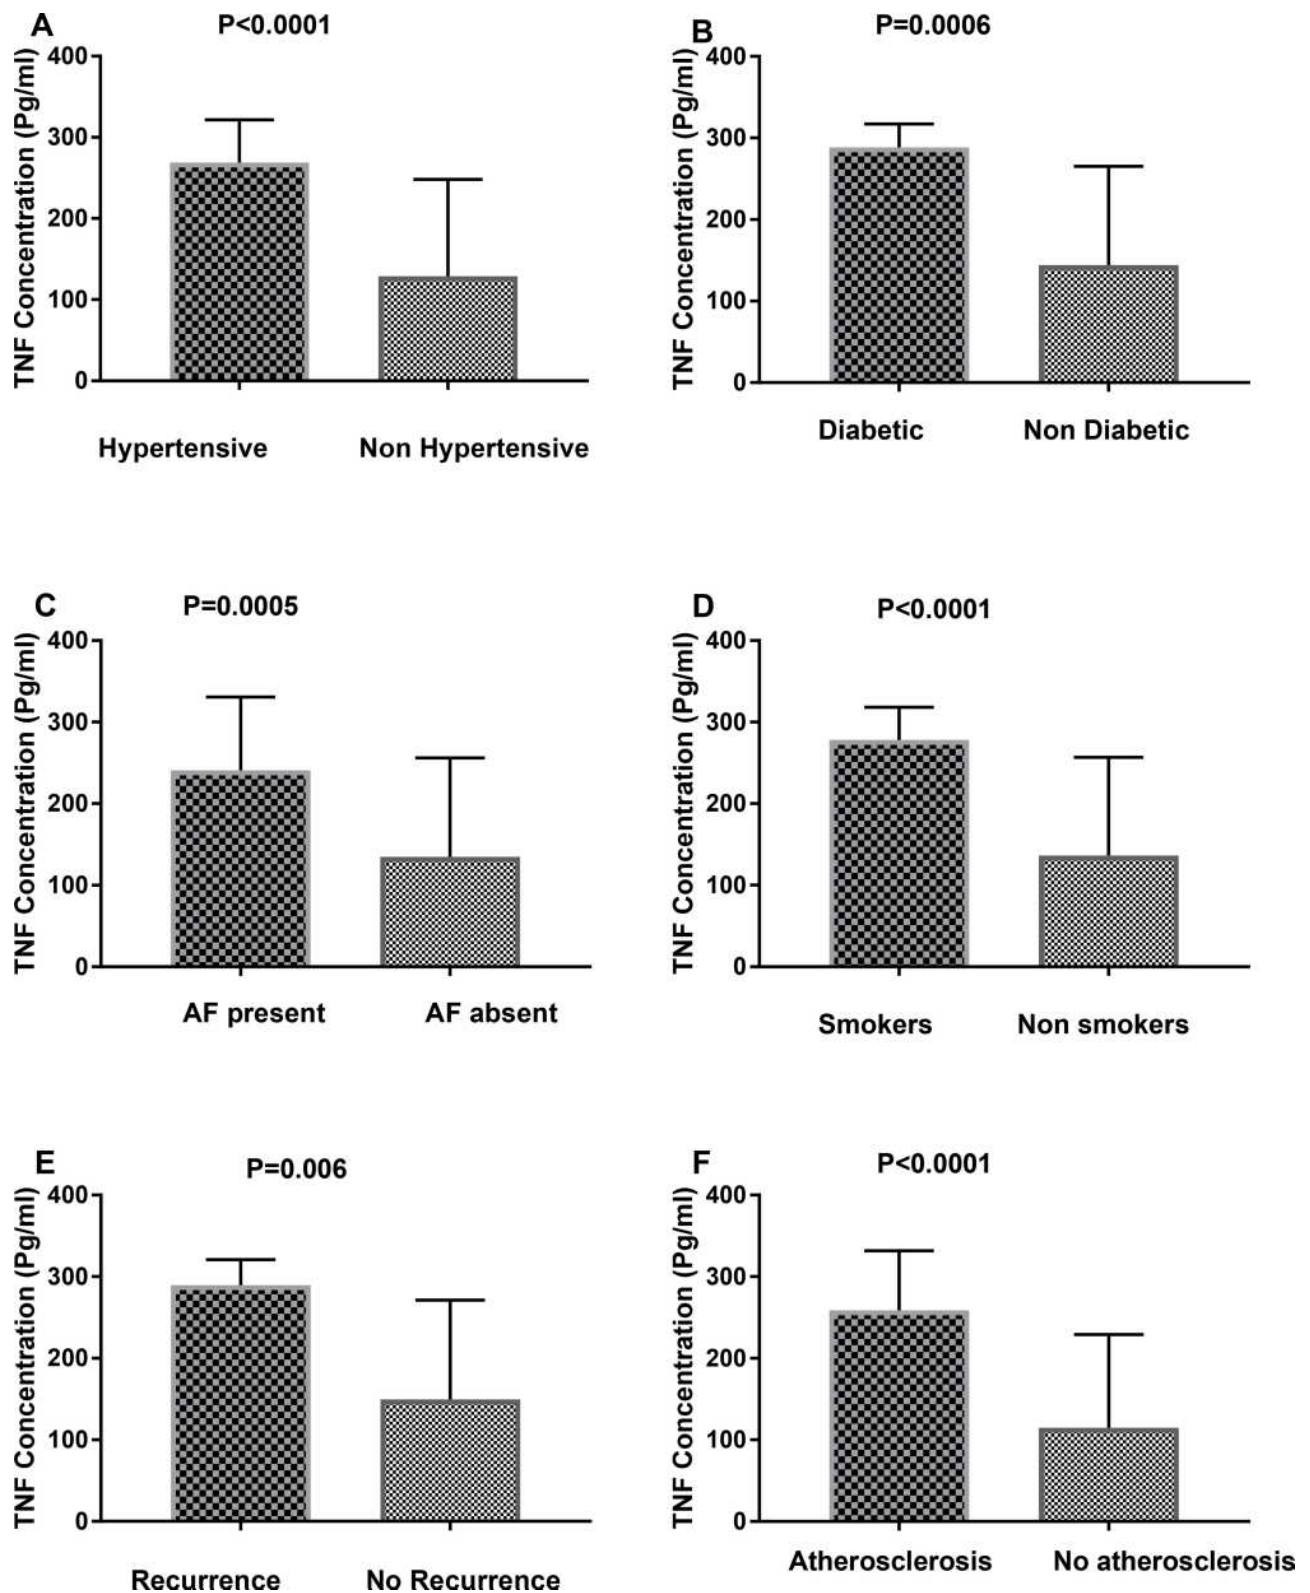 A
P<0.0001
TNF Concentration (Pg/ml)
400
300
200
100
0
Hypertensive
Non Hypertensive
B
P=0.0006
TNF Concentration (Pg/ml)
400
300
200
100
0
Diabetic
Non Diabetic
C
P=0.0005
TNF Concentration (Pg/ml)
400
300
200
100
0
AF present
AF absent
D
P<0.0001
TNF Concentration (Pg/ml)
400
300
200
100
0
Smokers
Non smokers
E
P=0.006
TNF Concentration (Pg/ml)
400
300
200
100
0
Recurrence
No Recurrence
F
P<0.0001
TNF Concentration (Pg/ml)
400
300
200
100
0
Atherosclerosis
No atherosclerosis